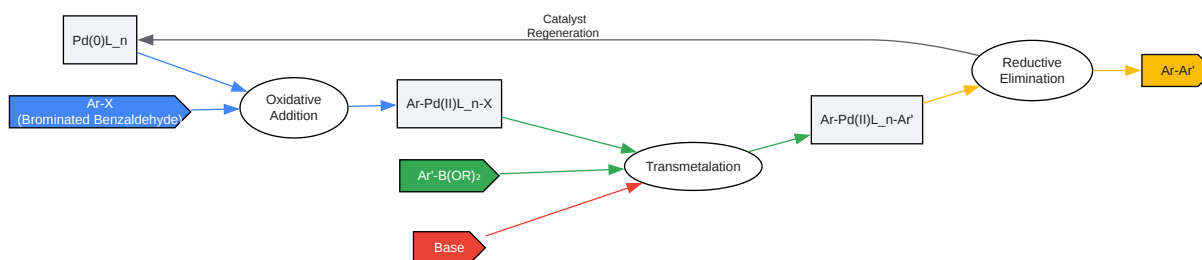 Catalyst
Regeneration
Pd(0)L_n
Reductive
Elimination
Ar-Ar'
Ar-X
(Brominated Benzaldehyde)
Oxidative
Addition
Ar-Pd(II)L_n-X
Ar-Pd(II)L_n-Ar'
Ar'-B(OR)₂
Transmetalation
Base